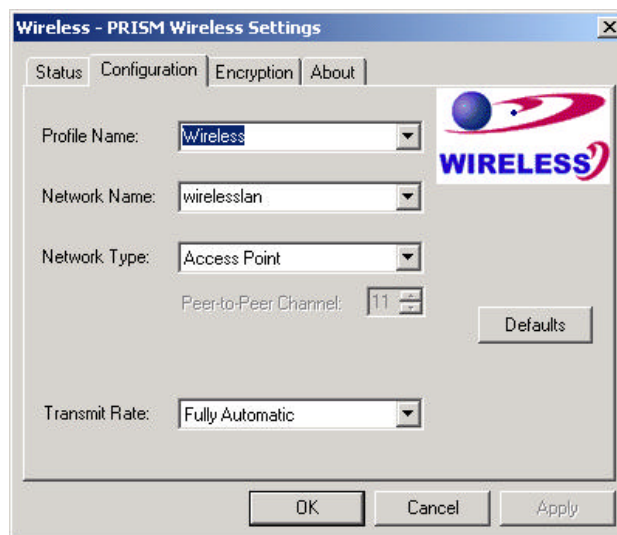 Wireless - PRISM Wireless Settings
Status Configuration Encryption About
Profile Name: Wireless
WIRELESS
Network Name: wirelesslan
Network Type: Access Point
Peer-to-Peer Channel: 11
Defaults
Transmit Rate: Fully Automatic
OK Cancel Apply